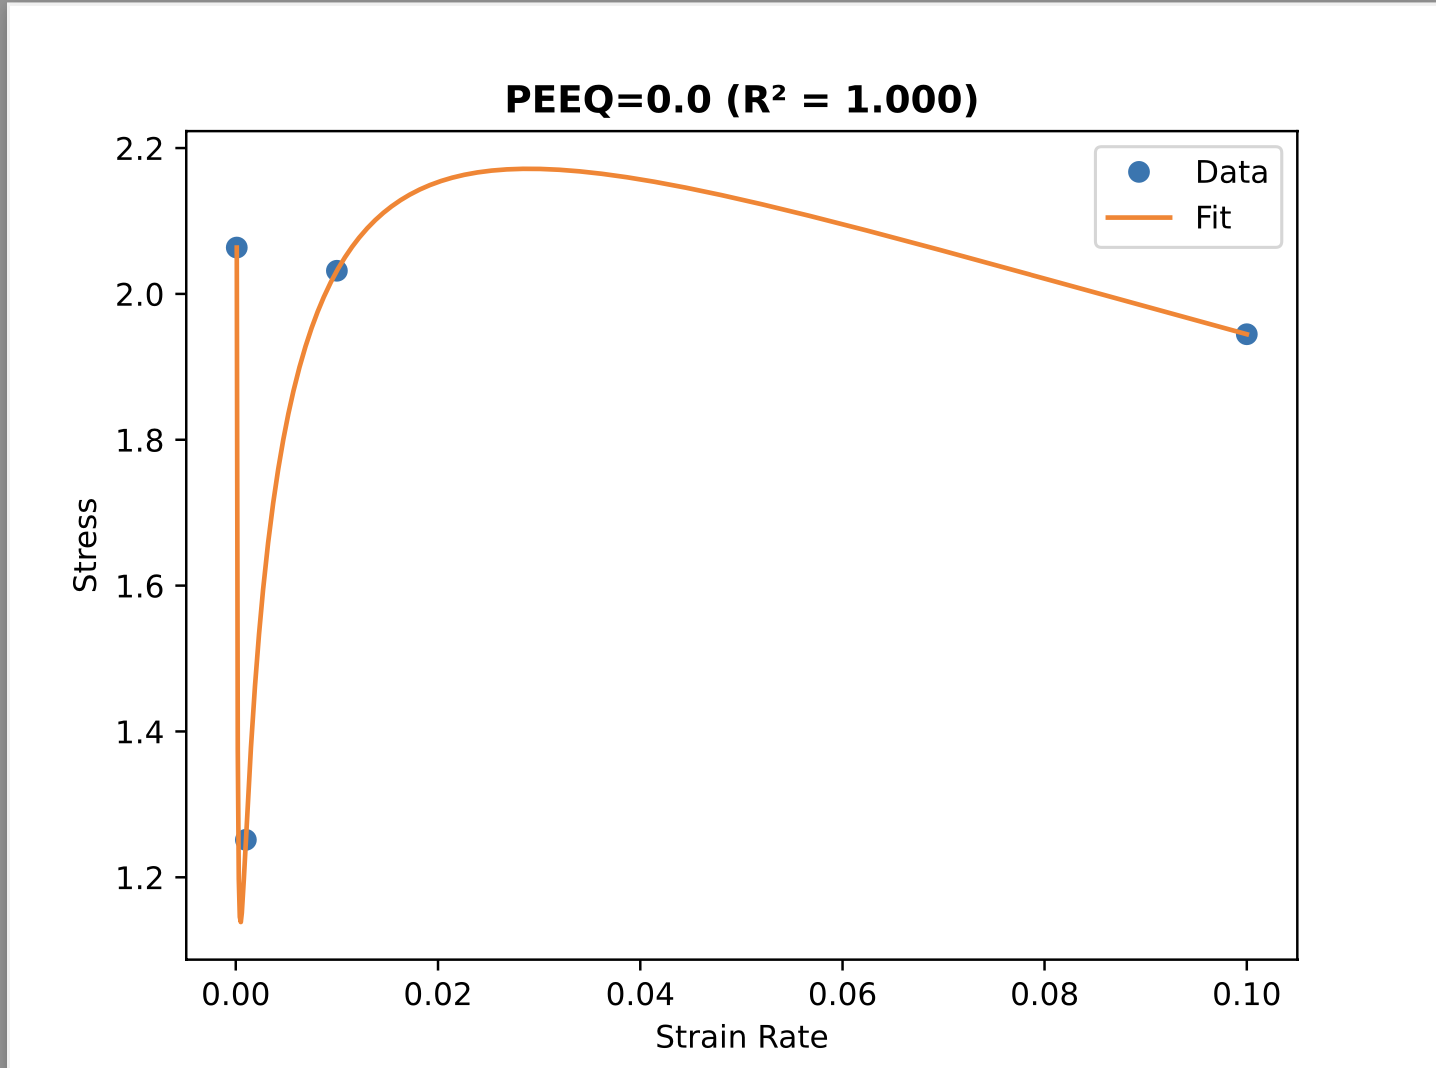 PEEQ=0.0 (R² = 1.000)
2.2
2.0
1.8
1.6
1.4
1.2
Stress
Data
Fit
0.00 0.02 0.04 0.06 0.08 0.10
Strain Rate